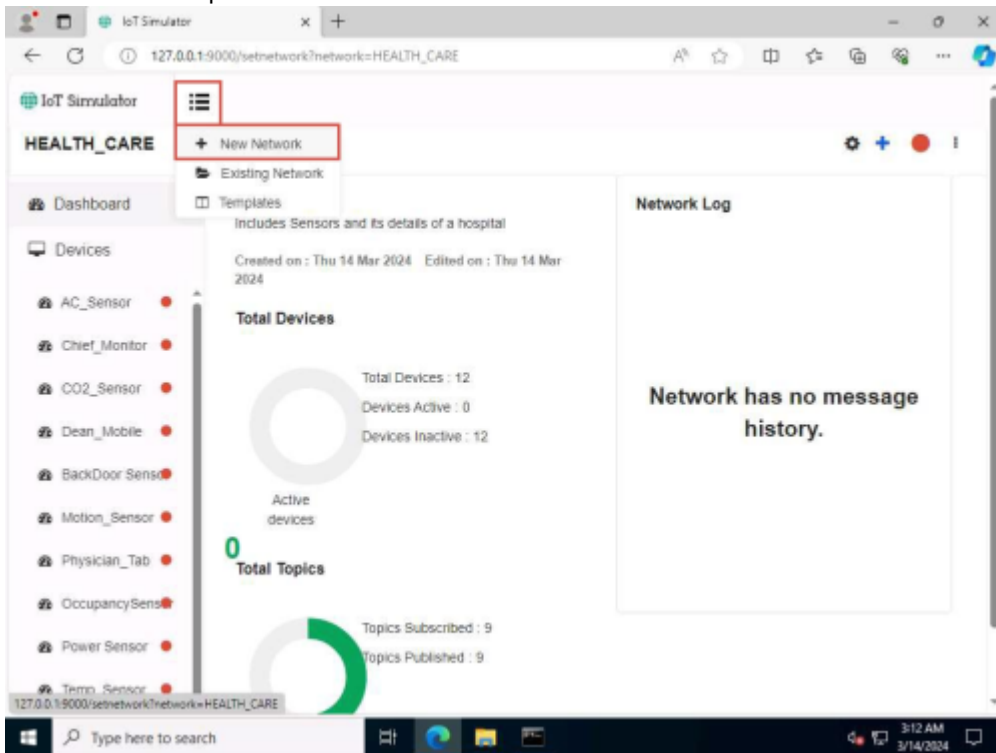 IoT Simulator
127.0.0.1:9000/setnetwork?network=HEALTH_CARE
IoT Simulator
HEALTH_CARE
New Network
Existing Network
Templates
Dashboard
Devices
AC_Sensor
Chief_Monitor
CO2_Sensor
Dean_Mobile
BackDoor Senso
Motion_Sensor
Physician_Tab
OccupancySensor
Power Sensor
Temp_Sensor
Includes Sensors and its details of a hospital
Created on : Thu 14 Mar 2024 Edited on : Thu 14 Mar
2024
Total Devices
Total Devices : 12
Devices Active : 0
Devices Inactive : 12
Active
devices
0
Total Topics
Topics Subscribed : 9
Topics Published : 9
Network Log
Network has no message
history.
127.0.0.1:9000/setnetwork?network=HEALTH_CARE
Type here to search
3:12 AM
3/14/2024